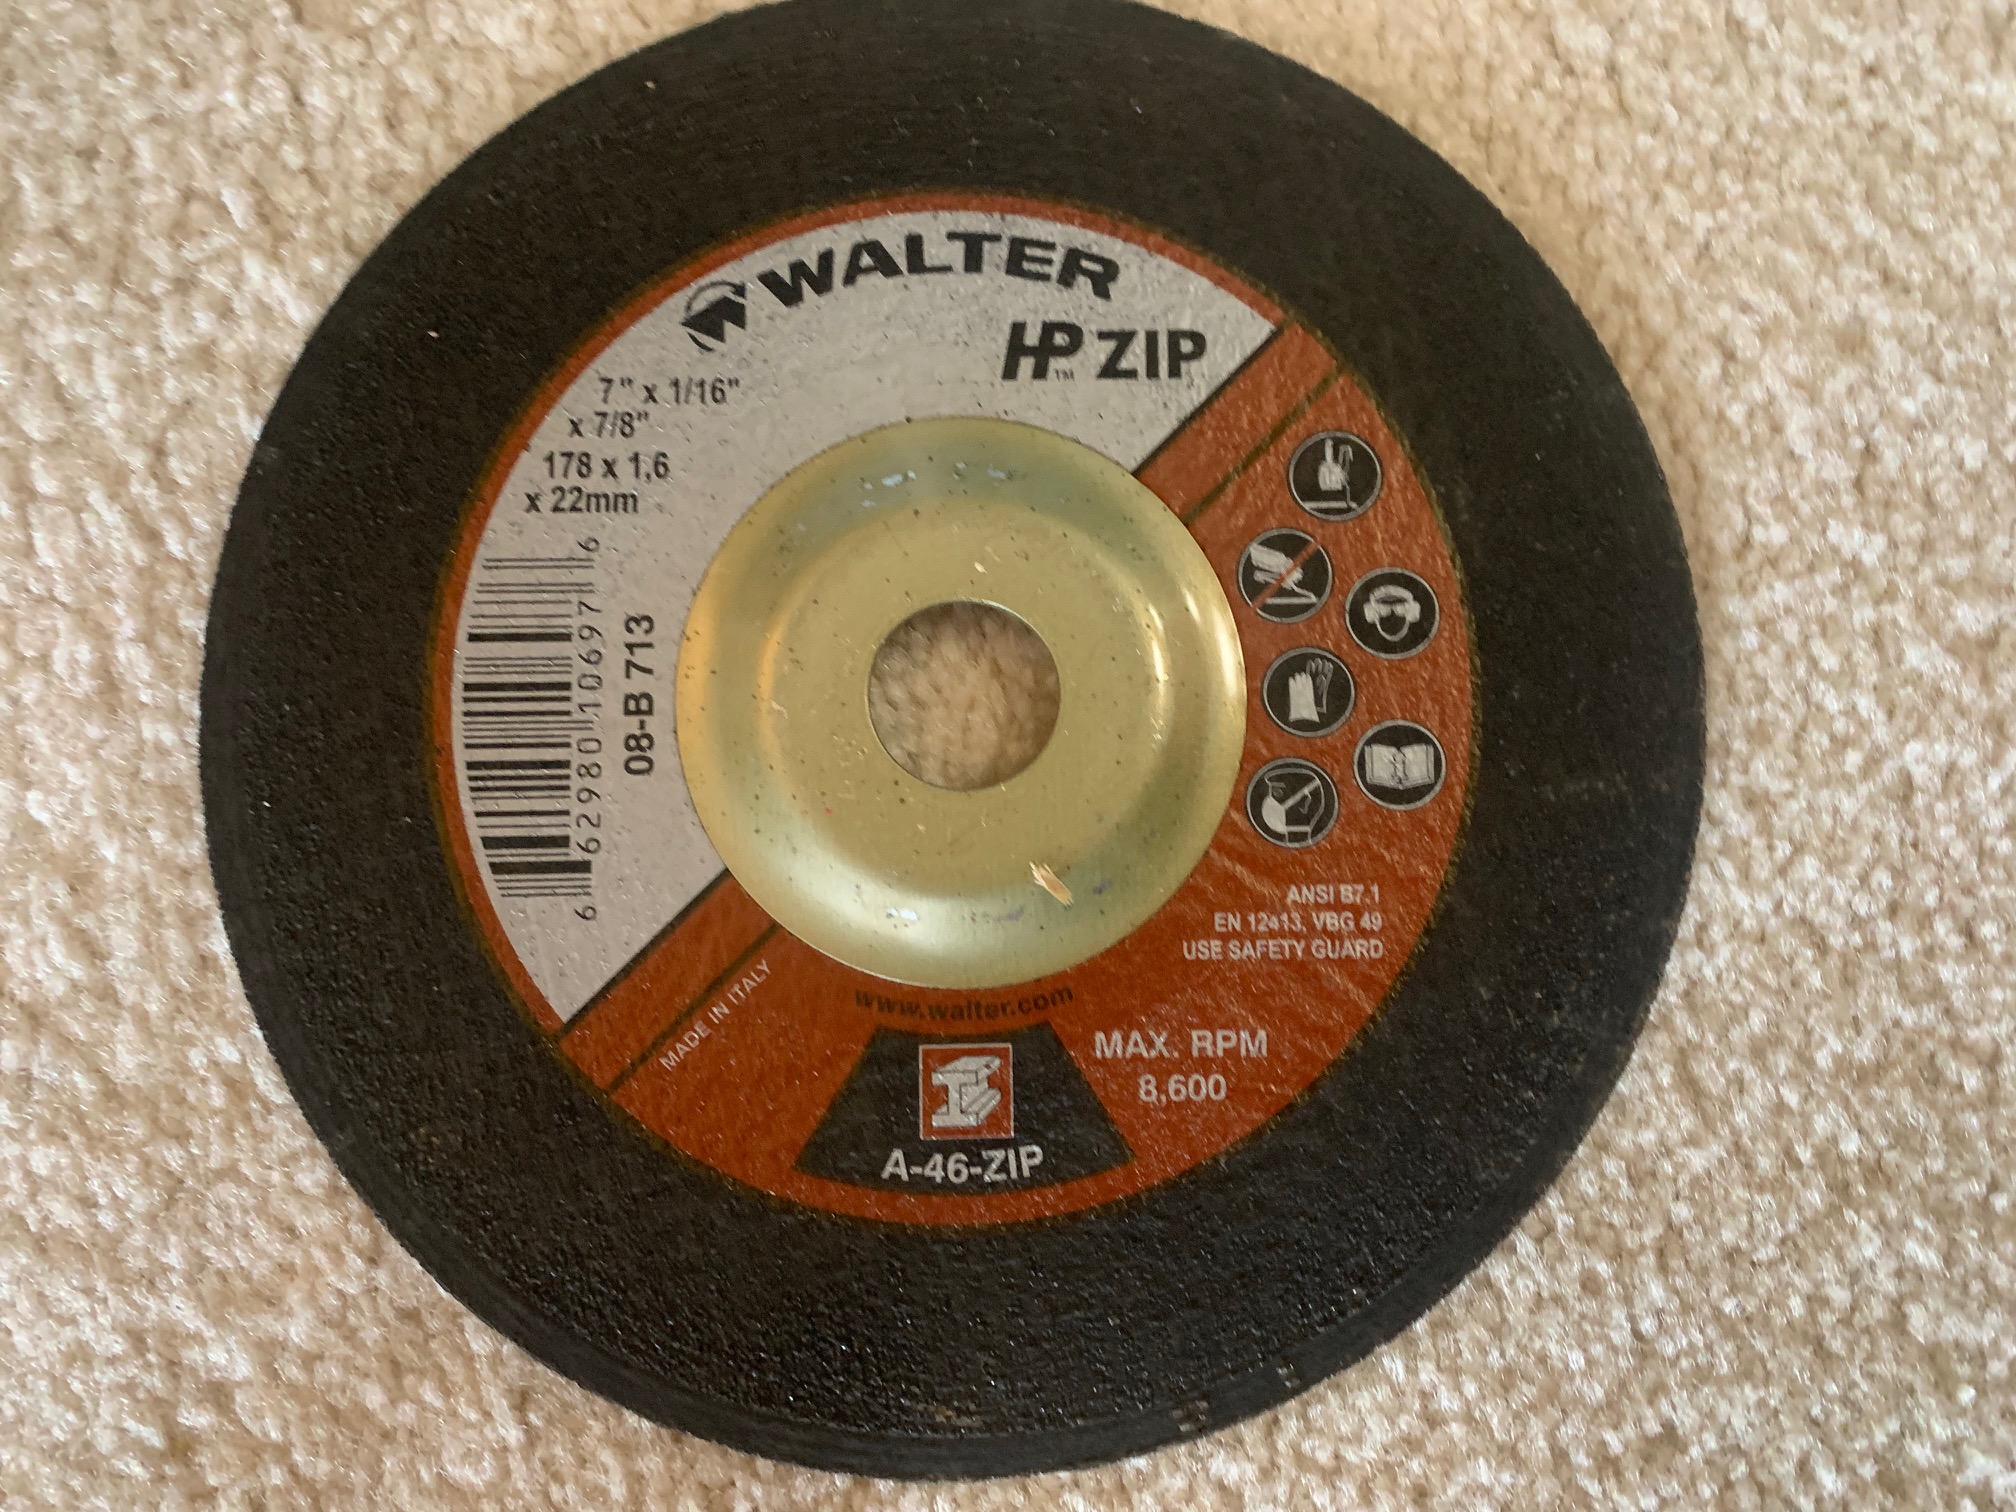 WALTER
HP™ ZIP
7" x 1/16"
x 7/8"
178 x 1,6
x 22mm
6 62980 10697 6
08-B 713
ANSI B7.1
EN 12413, VBG 49
USE SAFETY GUARD
MADE IN ITALY
www.walter.com
MAX. RPM
8,600
A-46-ZIP